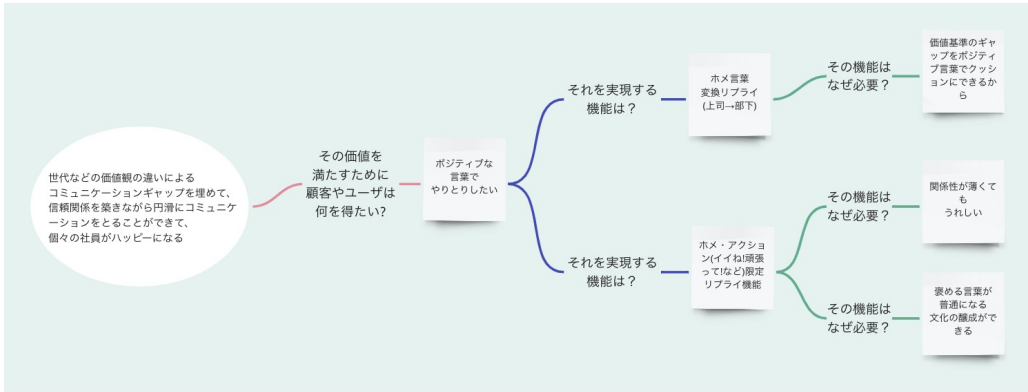 世代などの価値観の違いによる
コミュニケーションギャップを埋めて、
信頼関係を築きながら円滑にコミュニケ
ーションをとることができて、
個々の社員がハッピーになる
その価値を
満たすために
顧客やユーザは
何を得たい?
ポジティブな
言葉で
やりとりしたい
それを実現する
機能は？
ホメ言葉
変換リプライ
(上司→部下)
その機能は
なぜ必要？
価値基準のギャ
ップをポジティ
ブ言葉でクッシ
ョンにできるか
ら
それを実現する
機能は？
ホメ・アクショ
ン(イイね!頑張
って!など)限定
リプライ機能
その機能は
なぜ必要？
関係性が薄くて
も
うれしい
その機能は
なぜ必要？
褒める言葉が
普通になる
文化の醸成がで
きる